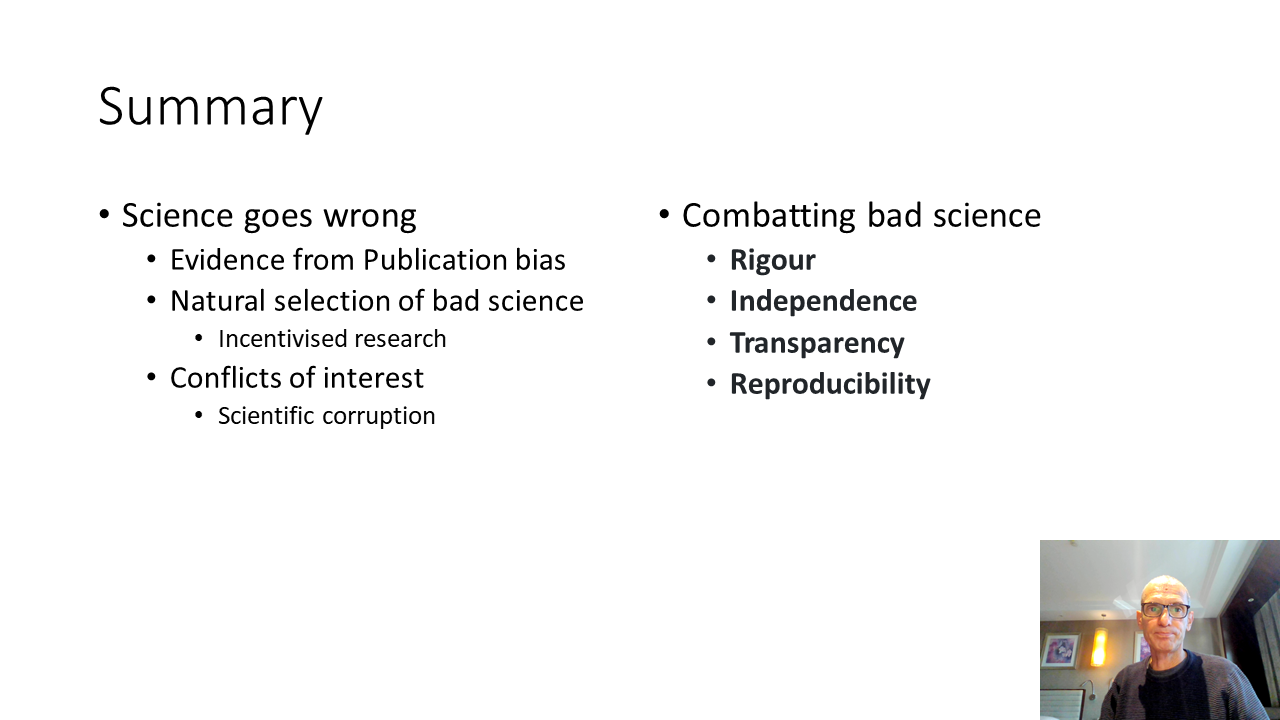 Summary
• Science goes wrong
• Evidence from Publication bias
• Natural selection of bad science
• Incentivised research
• Conflicts of interest
• Scientific corruption
• Combatting bad science
• Rigour
• Independence
• Transparency
• Reproducibility